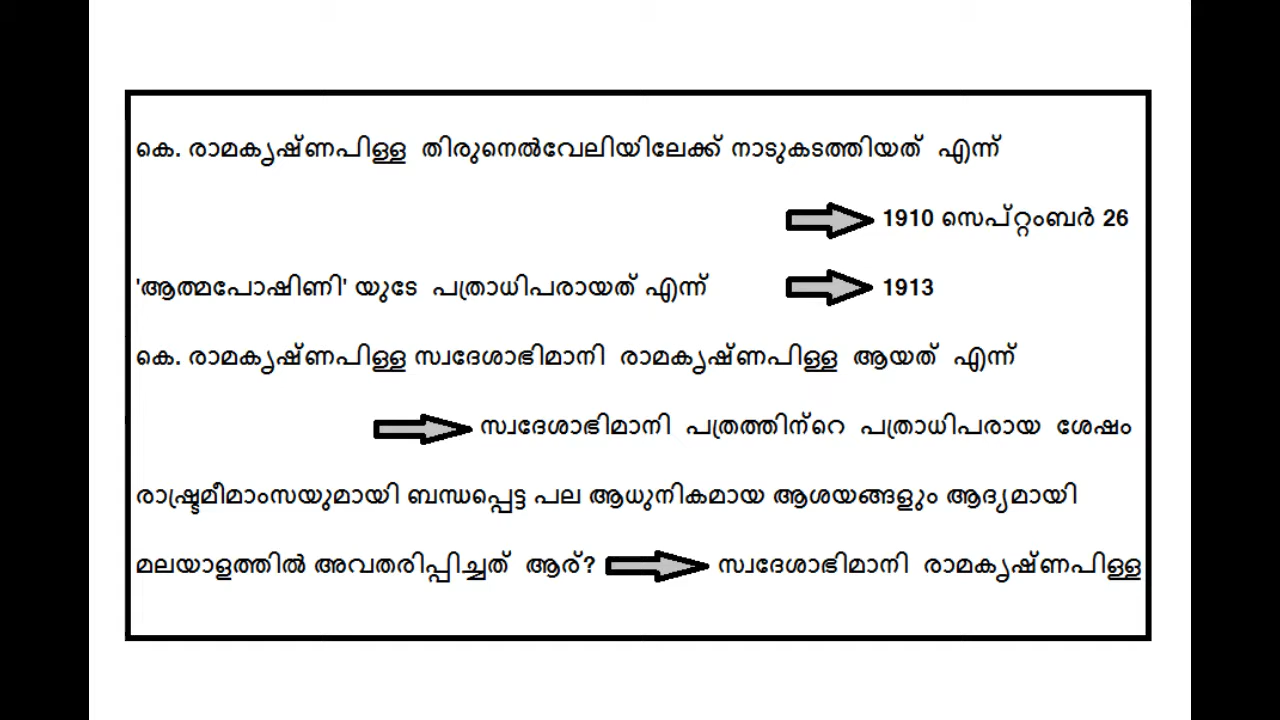 കെ. രാമകൃഷ്ണപിള്ള തിരുനെൽവേലിയിലേക്ക് നാടുകടത്തിയത് എന്ന്
1910 സെപ്റ്റംബർ 26
'ആത്മപോഷിണി' യുടേ പത്രാധിപരായത് എന്ന് 1913
കെ. രാമകൃഷ്ണപിള്ള സ്വദേശാഭിമാനി രാമകൃഷ്ണപിള്ള ആയത് എന്ന്
സ്വദേശാഭിമാനി പത്രത്തിന്റെ പത്രാധിപരായ ശേഷം
രാഷ്ട്രമീമാംസയുമായി ബന്ധപ്പെട്ട പല ആധുനികമായ ആശയങ്ങളും ആദ്യമായി
മലയാളത്തിൽ അവതരിപ്പിച്ചത് ആര്? സ്വദേശാഭിമാനി രാമകൃഷ്ണപിള്ള